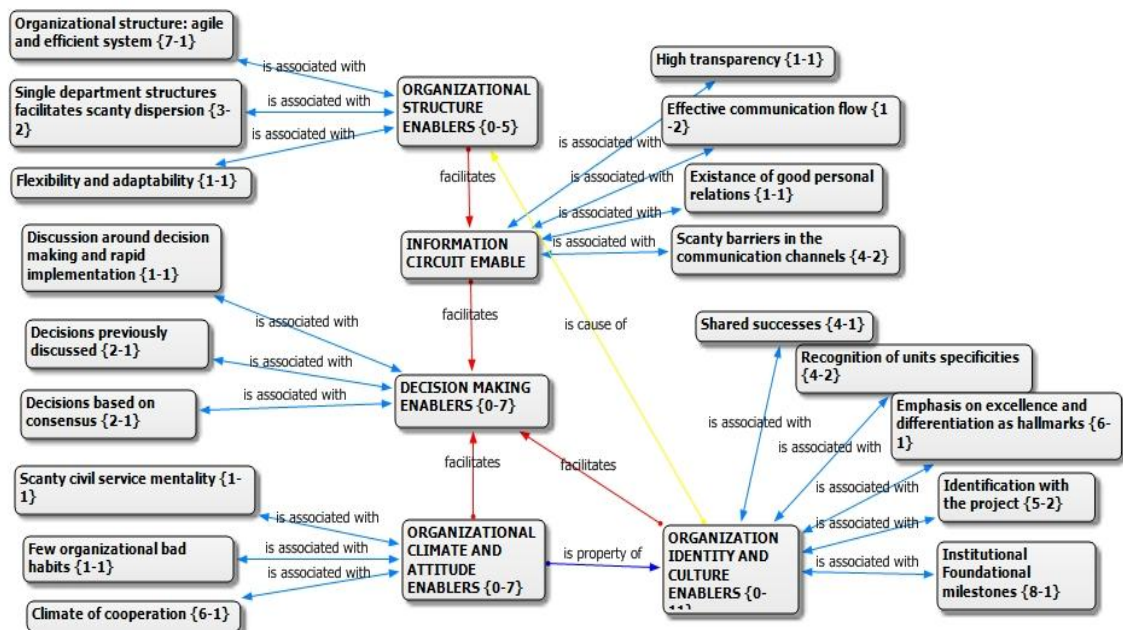 Organizational structure: agile
and efficient system {7-1}
is associated with
Single department structures
facilitates scanty dispersion {3-
2}
is associated with
is associated with
Flexibility and adaptability {1-1}
ORGANIZATIONAL
STRUCTURE
ENABLERS {0-5}
High transparency {1-1}
Effective communication flow {1
-2}
is associated with
is associated with
Existance of good personal
relations {1-1}
is associated with
is associated with
Scanty barriers in the
communication channels {4-2}
facilitates
INFORMATION
CIRCUIT EMABLE
Discussion around decision
making and rapid
implementation {1-1}
facilitates
is cause of
is associated with
Decisions previously
discussed {2-1}
is associated with
Decisions based on
consensus {2-1}
is associated with
DECISION MAKING
ENABLERS {0-7}
Shared successes {4-1}
Recognition of units specificities
{4-2}
Emphasis on excellence and
differentiation as hallmarks {6-
1}
is associated with
is associated with
facilitates
facilitates
Scanty civil service mentality {1-
1}
is associated with
Few organizational bad
habits {1-1}
is associated with
is associated with
Climate of cooperation {6-1}
ORGANIZATIONAL
CLIMATE AND
ATTITUDE
ENABLERS {0-7}
is property of
ORGANIZATION
IDENTITY AND
CULTURE
ENABLERS {0-
11}
is associated with
Identification with
the project {5-2}
is associated with
is associated with
Institutional
Foundational
milestones {8-1}